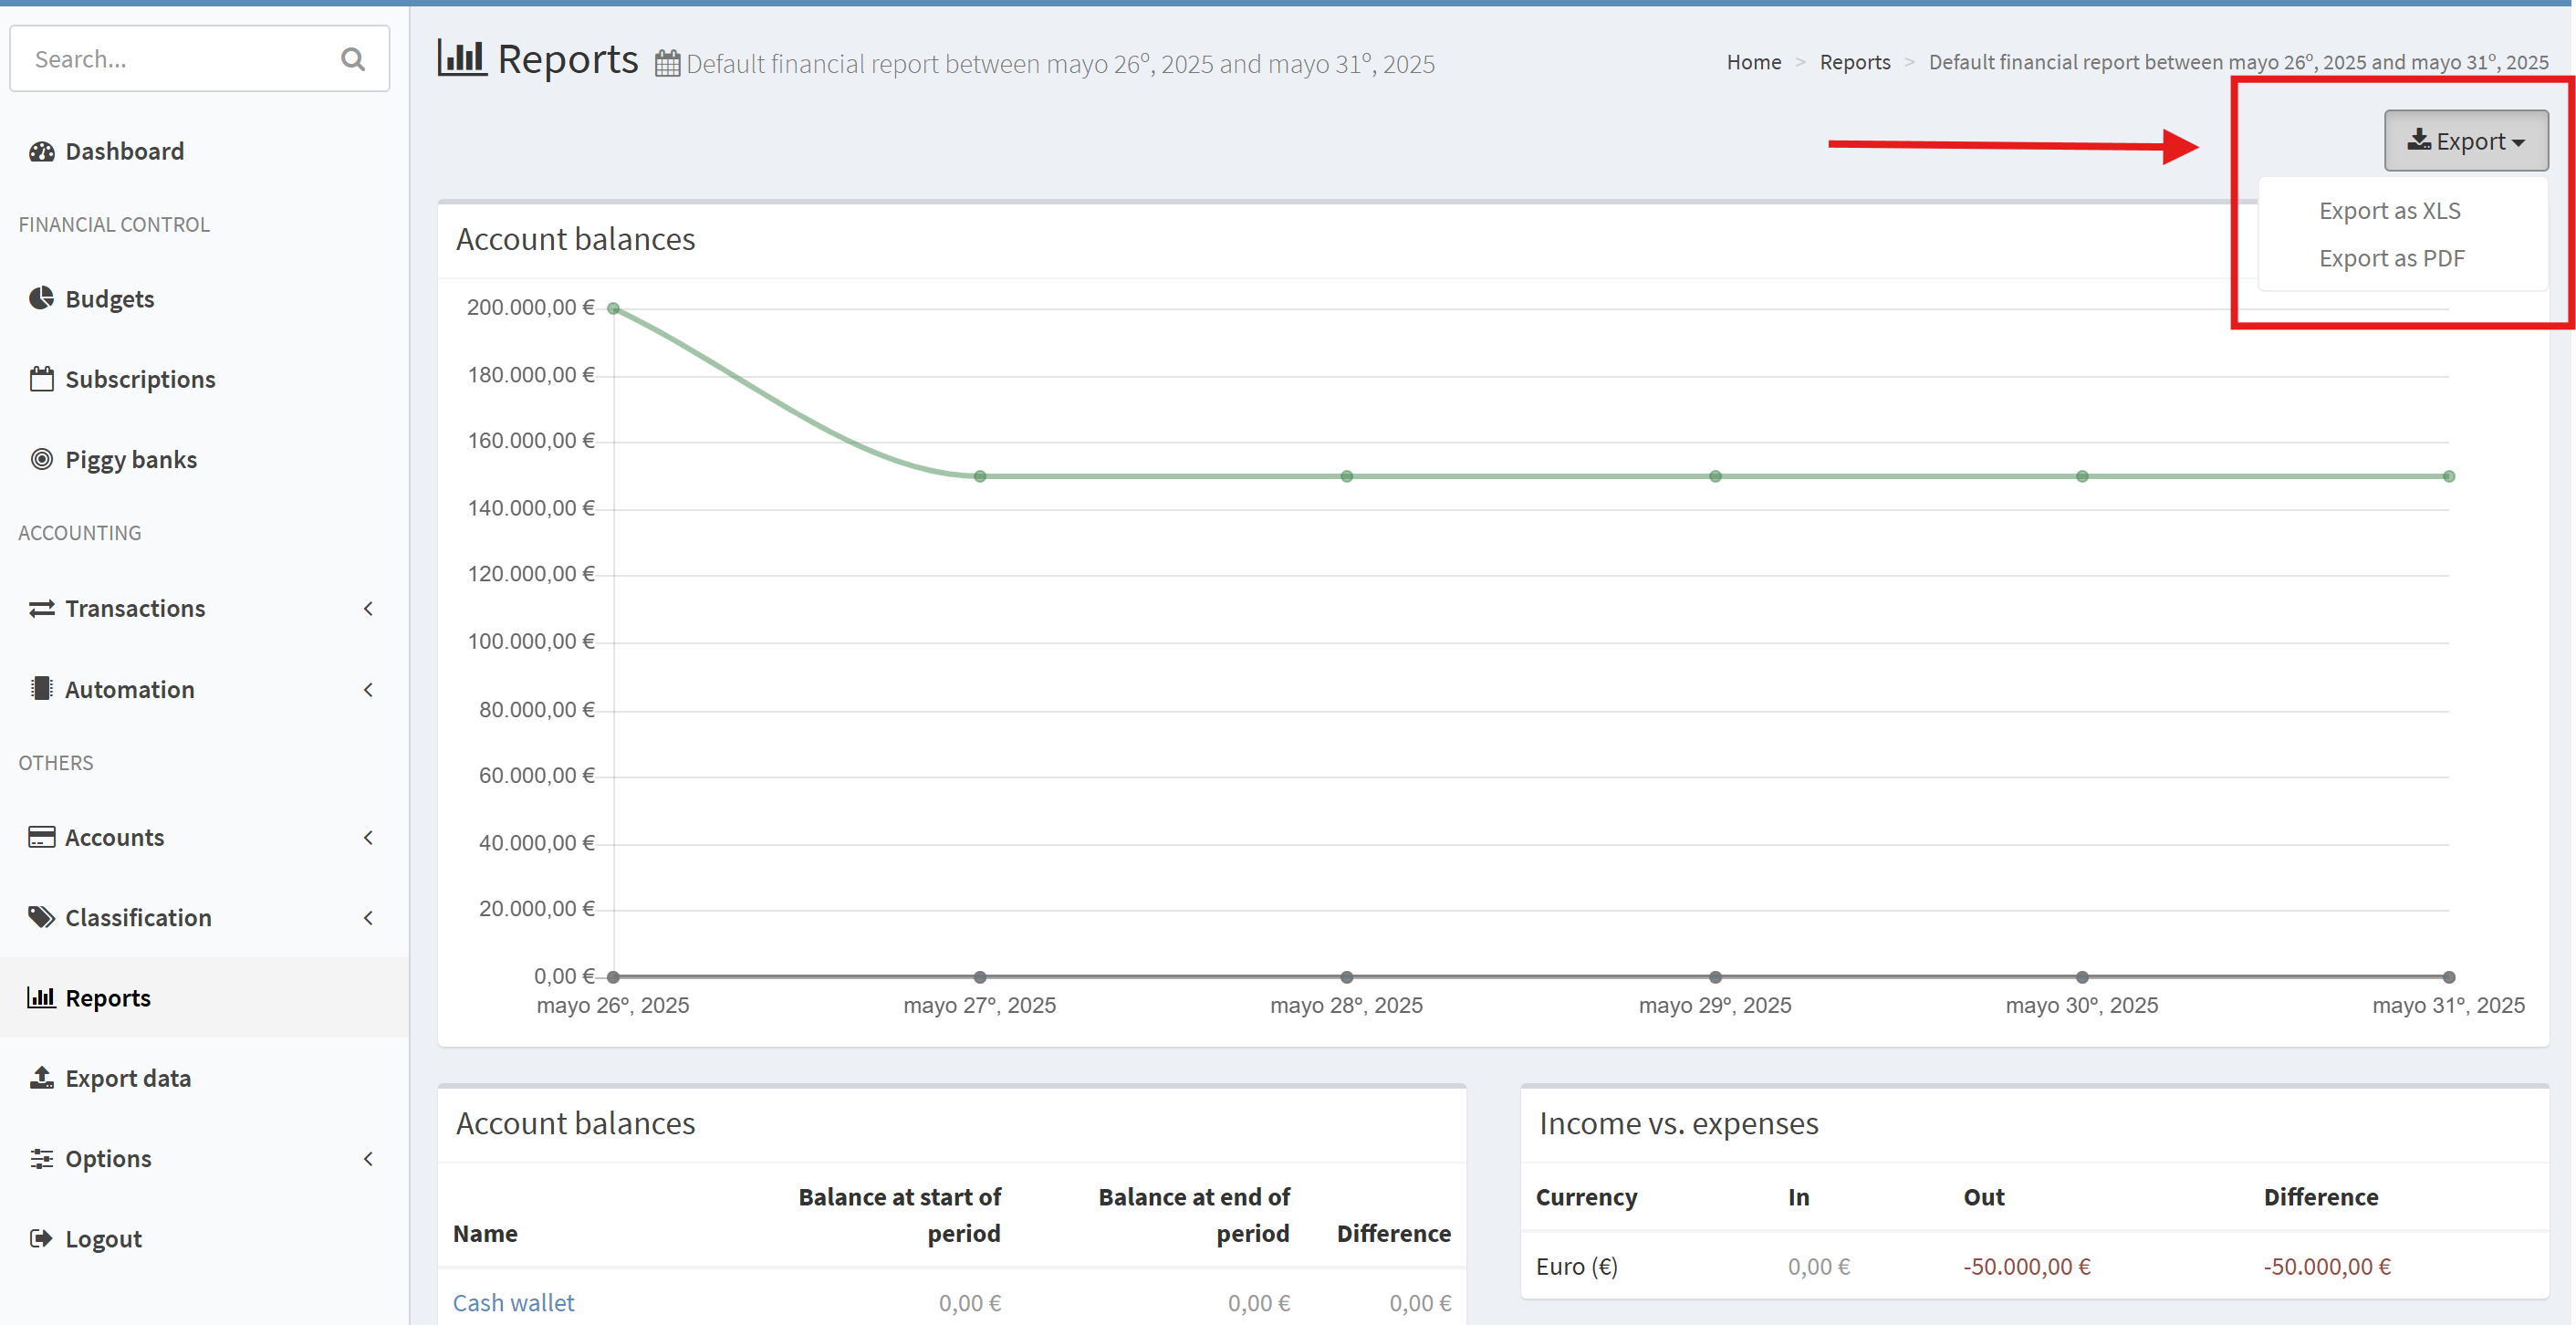 Search...
Dashboard
FINANCIAL CONTROL
Budgets
Subscriptions
Piggy banks
ACCOUNTING
Transactions
Automation
OTHERS
Accounts
Classification
Reports
Export data
Options
Logout
Reports Default financial report between mayo 26º, 2025 and mayo 31º, 2025
Home > Reports > Default financial report between mayo 26º, 2025 and mayo 31º, 2025
Export
Export as XLS
Export as PDF
Account balances
200.000,00 €
180.000,00 €
160.000,00 €
140.000,00 €
120.000,00 €
100.000,00 €
80.000,00 €
60.000,00 €
40.000,00 €
20.000,00 €
0,00 €
mayo 26º, 2025 mayo 27º, 2025 mayo 28º, 2025 mayo 29º, 2025 mayo 30º, 2025 mayo 31º, 2025
Account balances
Name Balance at start of period Balance at end of period Difference
Cash wallet 0,00 € 0,00 € 0,00 €
Income vs. expenses
Currency In Out Difference
Euro (€) 0,00 € -50.000,00 € -50.000,00 €